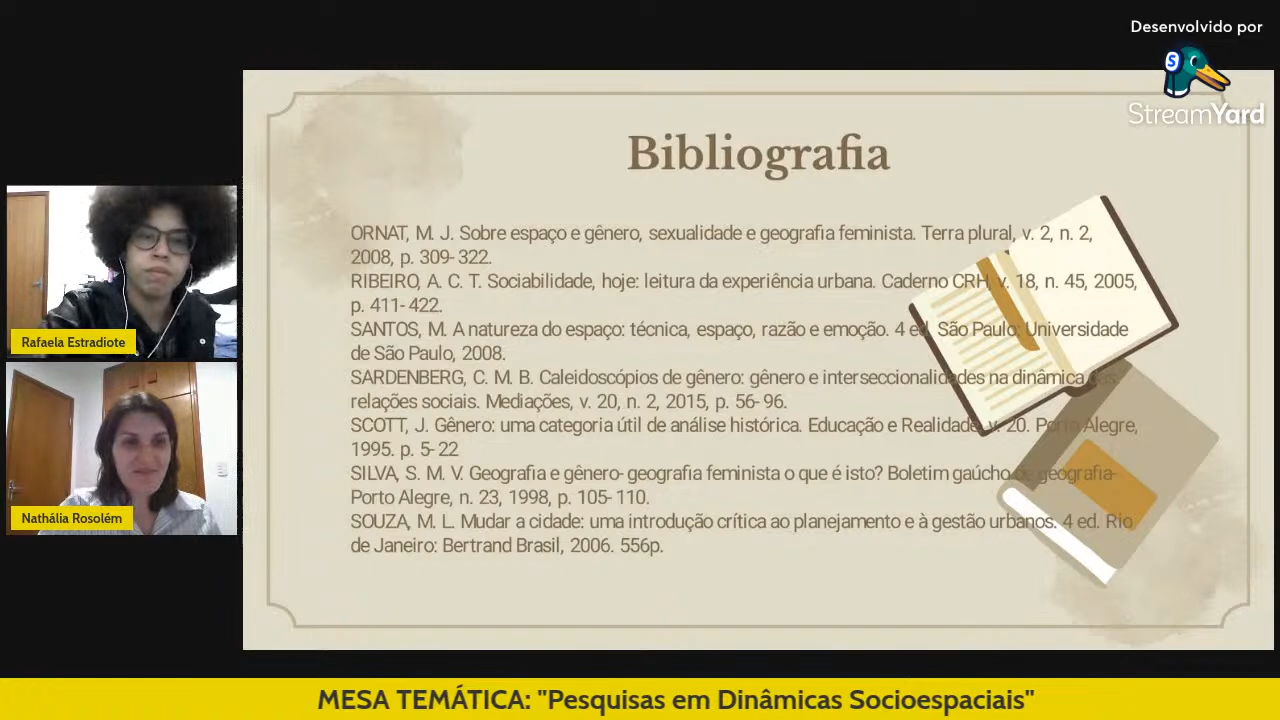 Desenvolvido por
StreamYard
Bibliografia
ORNAT, M. J. Sobre espaço e gênero, sexualidade e geografia feminista. Terra plural, v. 2, n. 2,
2008, p. 309- 322.
RIBEIRO, A. C. T. Sociabilidade, hoje: leitura da experiência urbana. Caderno CRH, v. 18, n. 45, 2005,
p. 411- 422.
SANTOS, M. A natureza do espaço: técnica, espaço, razão e emoção. 4 ed. São Paulo: Universidade
de São Paulo, 2008.
SARDENBERG, C. M. B. Caleidoscópios de gênero: gênero e interseccionalidades na dinâmica das
relações sociais. Mediações, v. 20, n. 2, 2015, p. 56- 96.
SCOTT, J. Gênero: uma categoria útil de análise histórica. Educação e Realidade, v. 20. Porto Alegre,
1995. p. 5- 22
SILVA, S. M. V. Geografia e gênero- geografia feminista o que é isto? Boletim gaúcho de geografia-
Porto Alegre, n. 23, 1998, p. 105- 110.
SOUZA, M. L. Mudar a cidade: uma introdução crítica ao planejamento e à gestão urbanos. 4 ed. Rio
de Janeiro: Bertrand Brasil, 2006. 556p.
Rafaela Estradiote
Nathália Rosolém
MESA TEMÁTICA: "Pesquisas em Dinâmicas Socioespaciais"